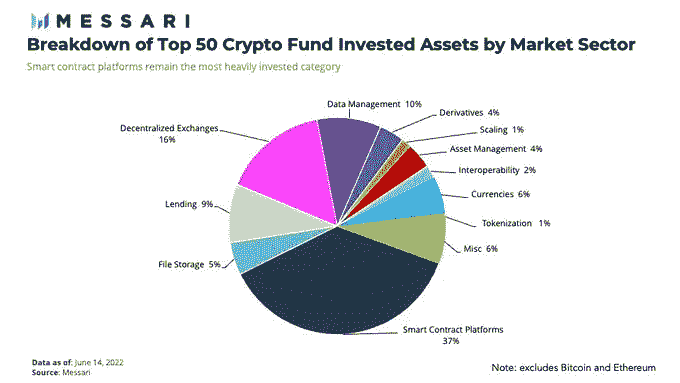 MESSARI
Breakdown of Top 50 Crypto Fund Invested Assets by Market Sector
Smart contract platforms remain the most heavily invested category
Data Management 10%
Derivatives 4%
Decentralized Exchanges
16%
Scaling 1%
Asset Management 4%
Interoperability 2%
Currencies 6%
Lending 9%
Tokenization 1%
Misc 6%
File Storage 5%
Smart Contract Platforms
37%
Data as of: June 14, 2022
Source: Messari
Note: excludes Bitcoin and Ethereum